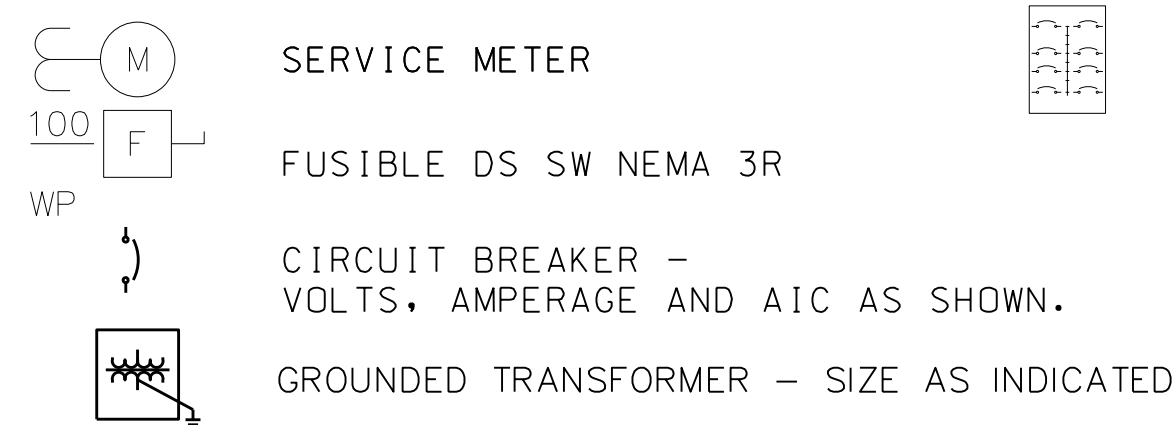 M
SERVICE METER
100
F
FUSIBLE DS SW NEMA 3R
WP
CIRCUIT BREAKER –
VOLTS, AMPERAGE AND AIC AS SHOWN.
GROUNDED TRANSFORMER – SIZE AS INDICATED